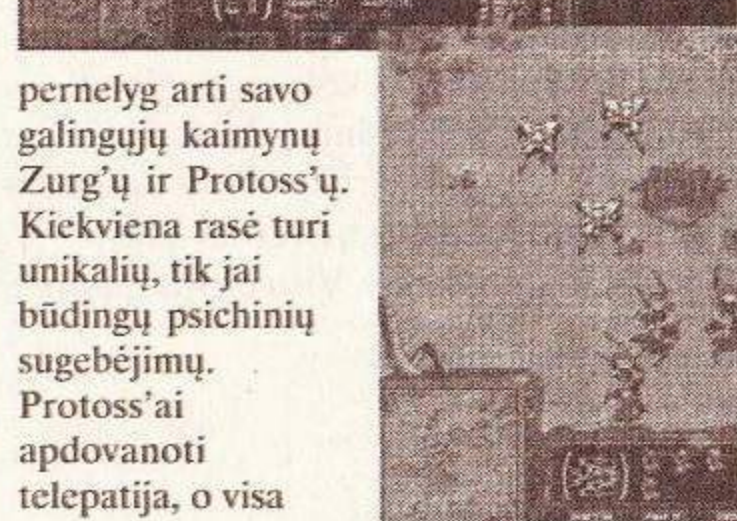 pernelyg arti savo
galingųjų kaimynų
Zurg'ų ir Protoss'ų.
Kiekviena rasė turi
unikalių, tik jai
būdingų psichinių
sugebėjimų.
Protoss'ai
apdovanoti
telepatija, o visa